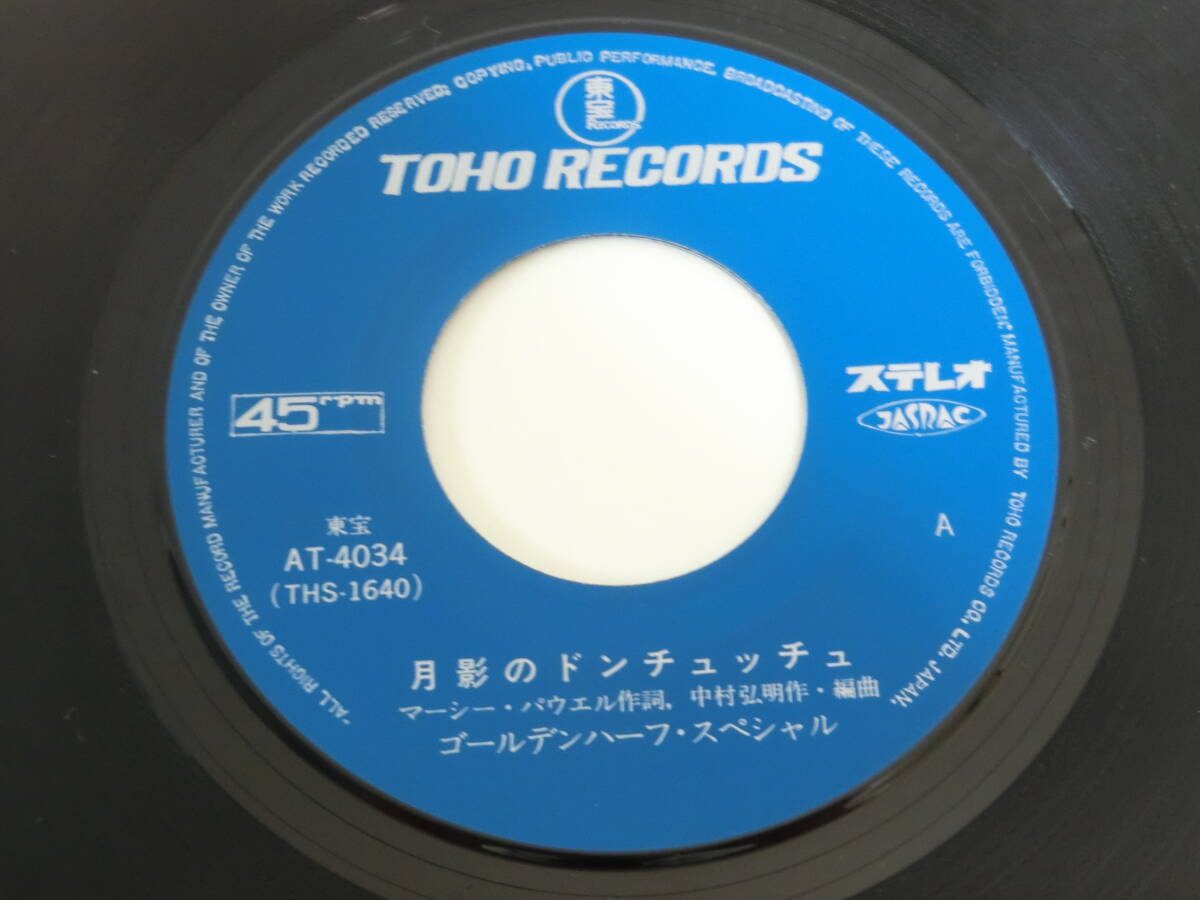 "ALL RIGHTS OF THE RECORD MANUFACTURER AND OF THE OWNER OF THE WORK RECORDED RESERVED; COPYING, PUBLIC PERFORMANCE, BROADCASTING OF THESE RECORDS ARE FORBIDDEN." MANUFACTURED BY TOHO RECORDS CO., LTD. JAPAN.
東宝
RECORDS
TOHO RECORDS
45rpm
ステレオ
JASRAC
東宝
AT-4034
(THS-1640)
A
月影のドンチュッチュ
マーシー・パウエル作詞, 中村弘明作・編曲
ゴールデンハーフ・スペシャル